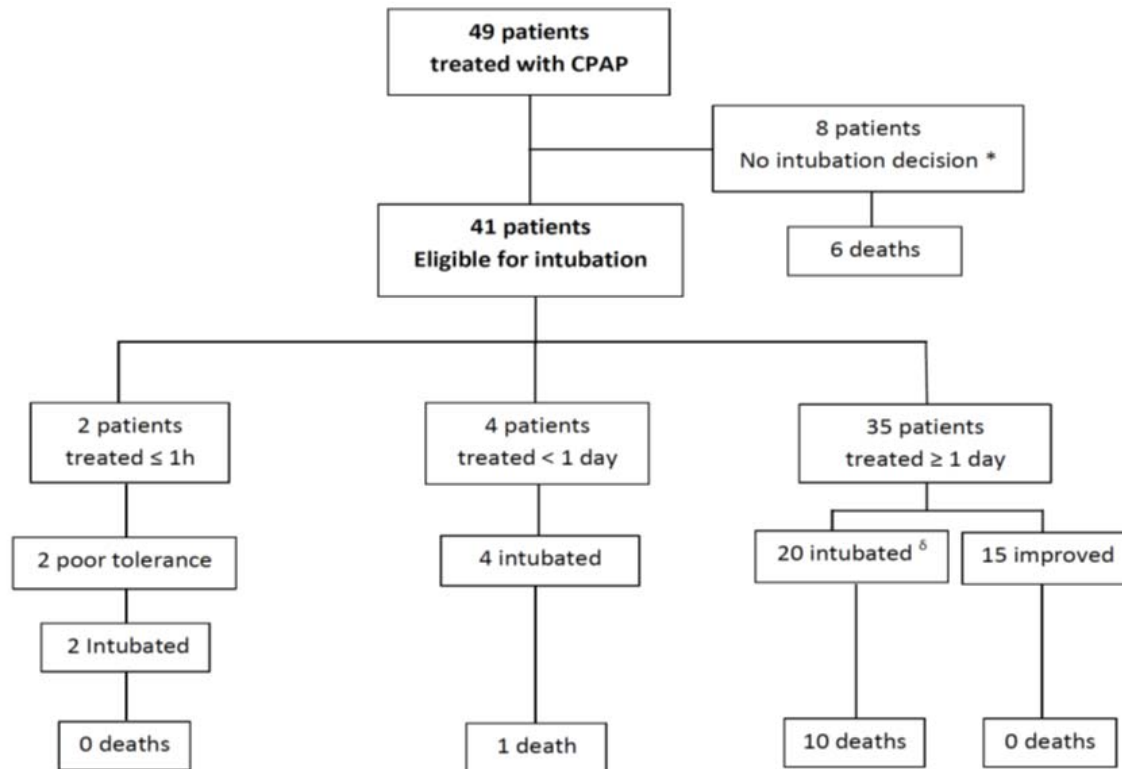 49 patients
treated with CPAP
8 patients
No intubation decision *
6 deaths
41 patients
Eligible for intubation
2 patients
treated ≤ 1h
4 patients
treated < 1 day
35 patients
treated ≥ 1 day
2 poor tolerance
4 intubated
20 intubated δ
15 improved
2 Intubated
0 deaths
1 death
10 deaths
0 deaths